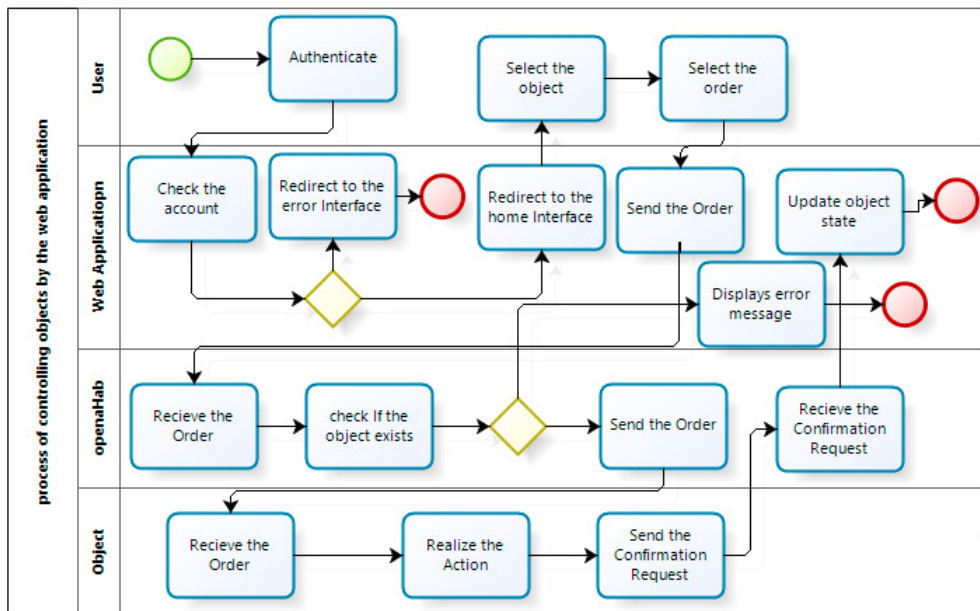 process of controlling objects by the web application
User
Authenticate
Select the
object
Select the
order
Web Applicatiopn
Check the
account
Redirect to the
error Interface
Redirect to the
home Interface
Send the Order
Update object
state
Displays error
message
openaHab
Recieve the
Order
check If the
object exists
Send the Order
Recieve the
Confirmation
Request
Object
Recieve the
Order
Realize the
Action
Send the
Confirmation
Request